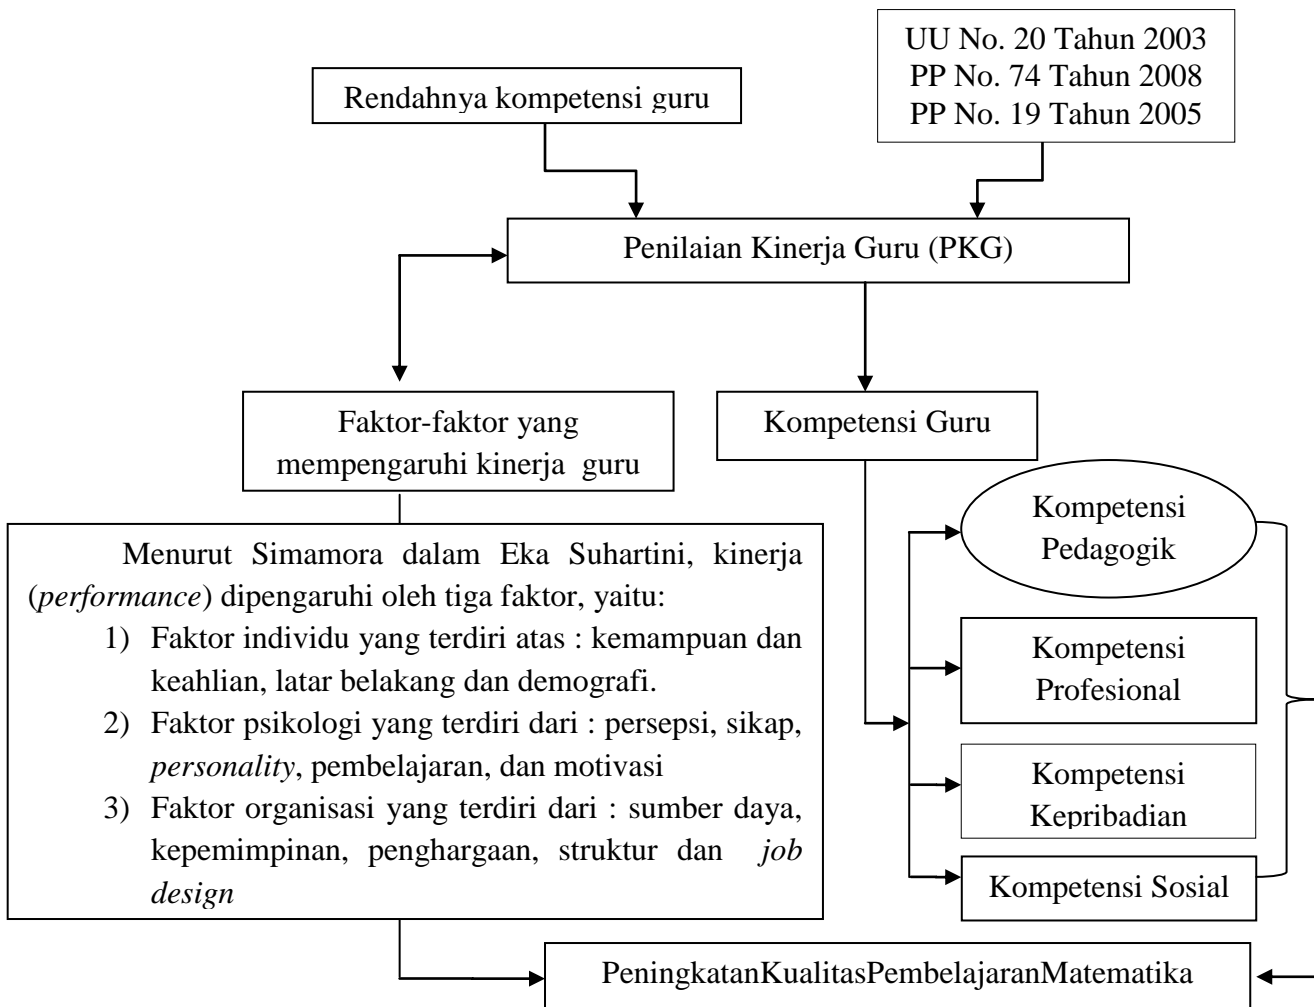 UU No. 20 Tahun 2003
PP No. 74 Tahun 2008
PP No. 19 Tahun 2005
Rendahnya kompetensi guru
Penilaian Kinerja Guru (PKG)
Faktor-faktor yang
mempengaruhi kinerja guru
Kompetensi Guru
Menurut Simamora dalam Eka Suhartini, kinerja
(performance) dipengaruhi oleh tiga faktor, yaitu:
1) Faktor individu yang terdiri atas : kemampuan dan
keahlian, latar belakang dan demografi.
2) Faktor psikologi yang terdiri dari : persepsi, sikap,
personality, pembelajaran, dan motivasi
3) Faktor organisasi yang terdiri dari : sumber daya,
kepemimpinan, penghargaan, struktur dan job
design
Kompetensi
Pedagogik
Kompetensi
Profesional
Kompetensi
Kepribadian
Kompetensi Sosial
PeningkatanKualitasPembelajaranMatematika